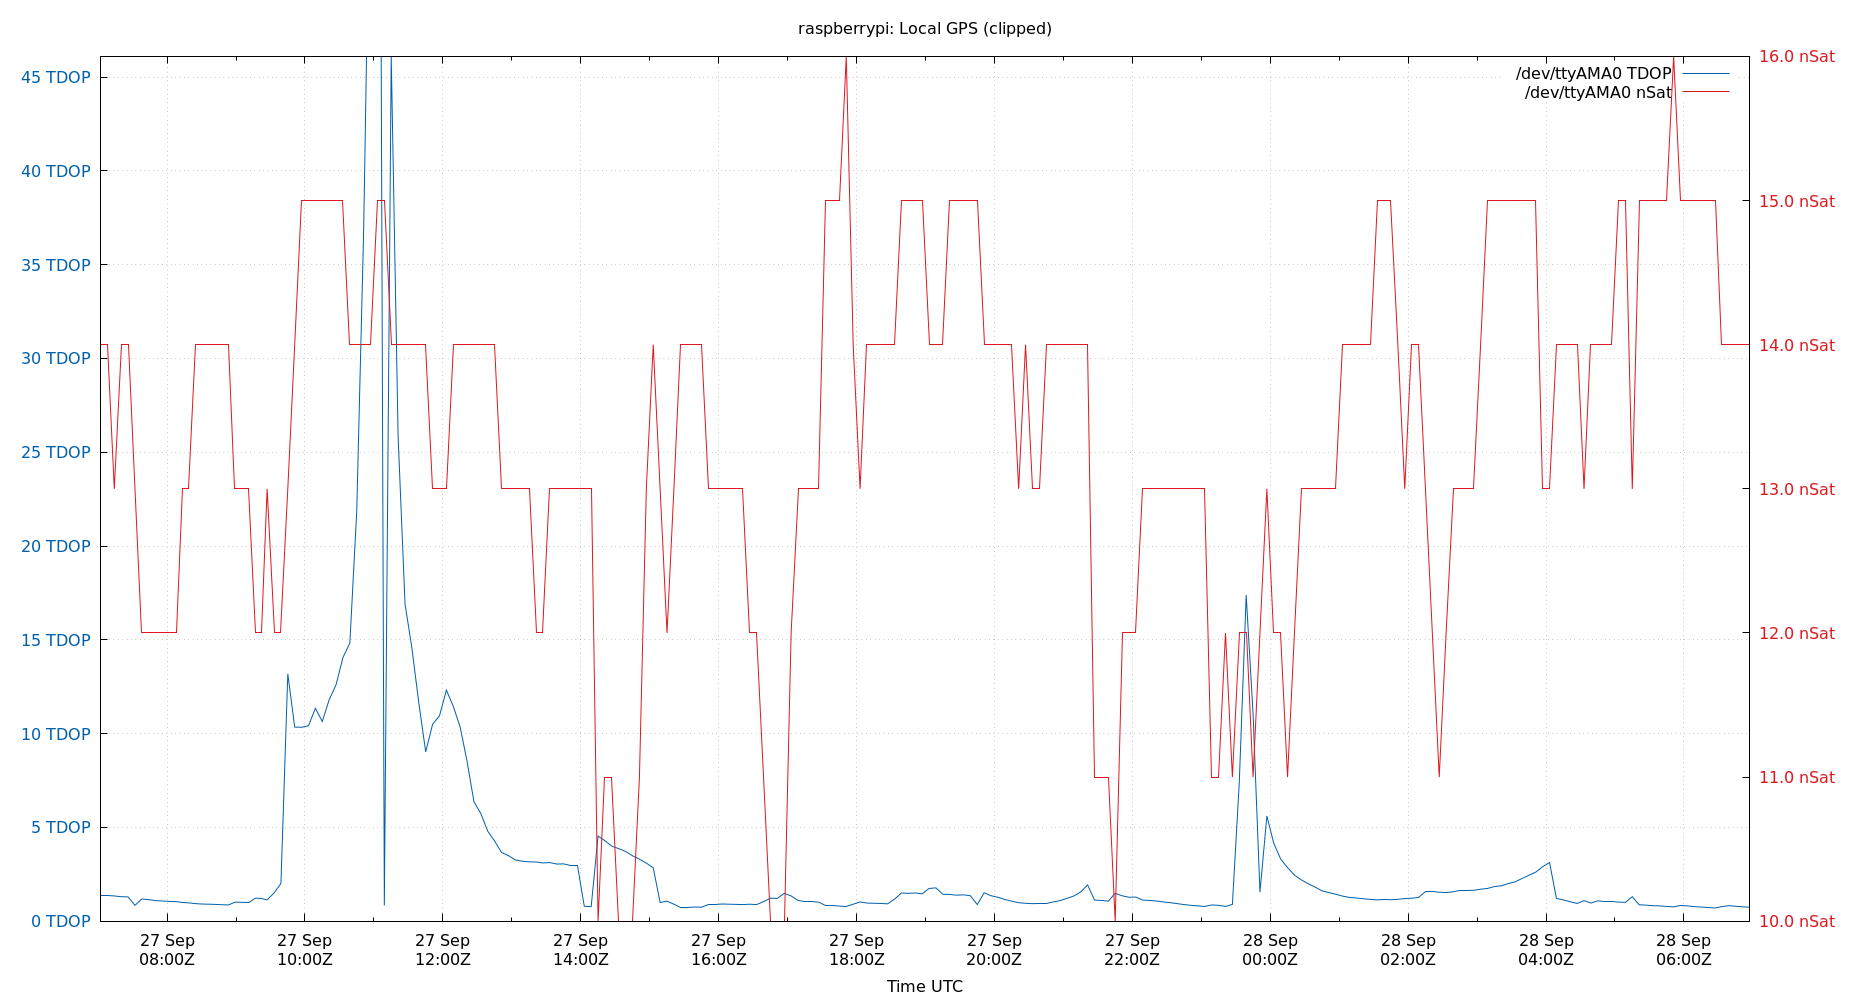 raspberrypi: Local GPS (clipped)
/dev/ttyAMA0 TDOP
/dev/ttyAMA0 nSat
45 TDOP
40 TDOP
35 TDOP
30 TDOP
25 TDOP
20 TDOP
15 TDOP
10 TDOP
5 TDOP
0 TDOP
16.0 nSat
15.0 nSat
14.0 nSat
13.0 nSat
12.0 nSat
11.0 nSat
10.0 nSat
27 Sep
08:00Z
27 Sep
10:00Z
27 Sep
12:00Z
27 Sep
14:00Z
27 Sep
16:00Z
27 Sep
18:00Z
27 Sep
20:00Z
27 Sep
22:00Z
28 Sep
00:00Z
28 Sep
02:00Z
28 Sep
04:00Z
28 Sep
06:00Z
Time UTC